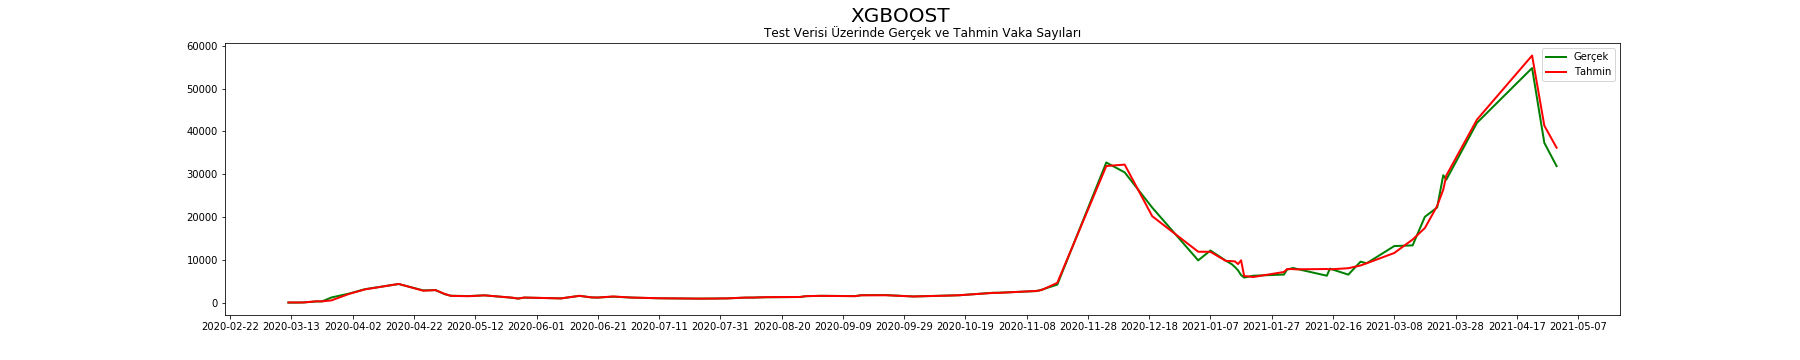 XGBOOST
Test Verisi Üzerinde Gerçek ve Tahmin Vaka Sayıları
Gerçek
Tahmin
60000
50000
40000
30000
20000
10000
0
2020-02-22 2020-03-13 2020-04-02 2020-04-22 2020-05-12 2020-06-01 2020-06-21 2020-07-11 2020-07-31 2020-08-20 2020-09-09 2020-09-29 2020-10-19 2020-11-08 2020-11-28 2020-12-18 2021-01-07 2021-01-27 2021-02-16 2021-03-08 2021-03-28 2021-04-17 2021-05-07